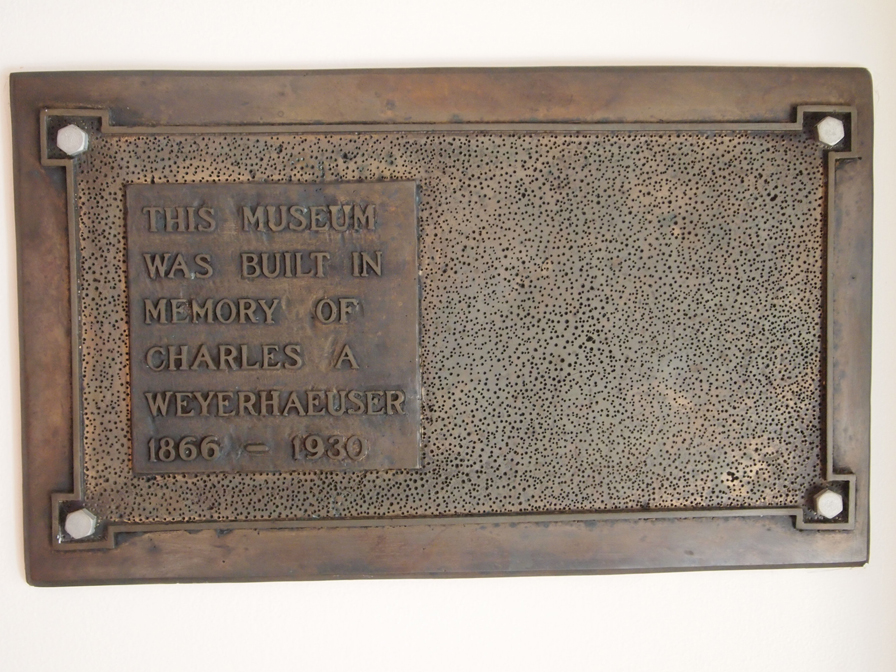 THIS MUSEUM
WAS BUILT IN
MEMORY OF
CHARLES A
WEYERHAEUSER
1866 – 1930